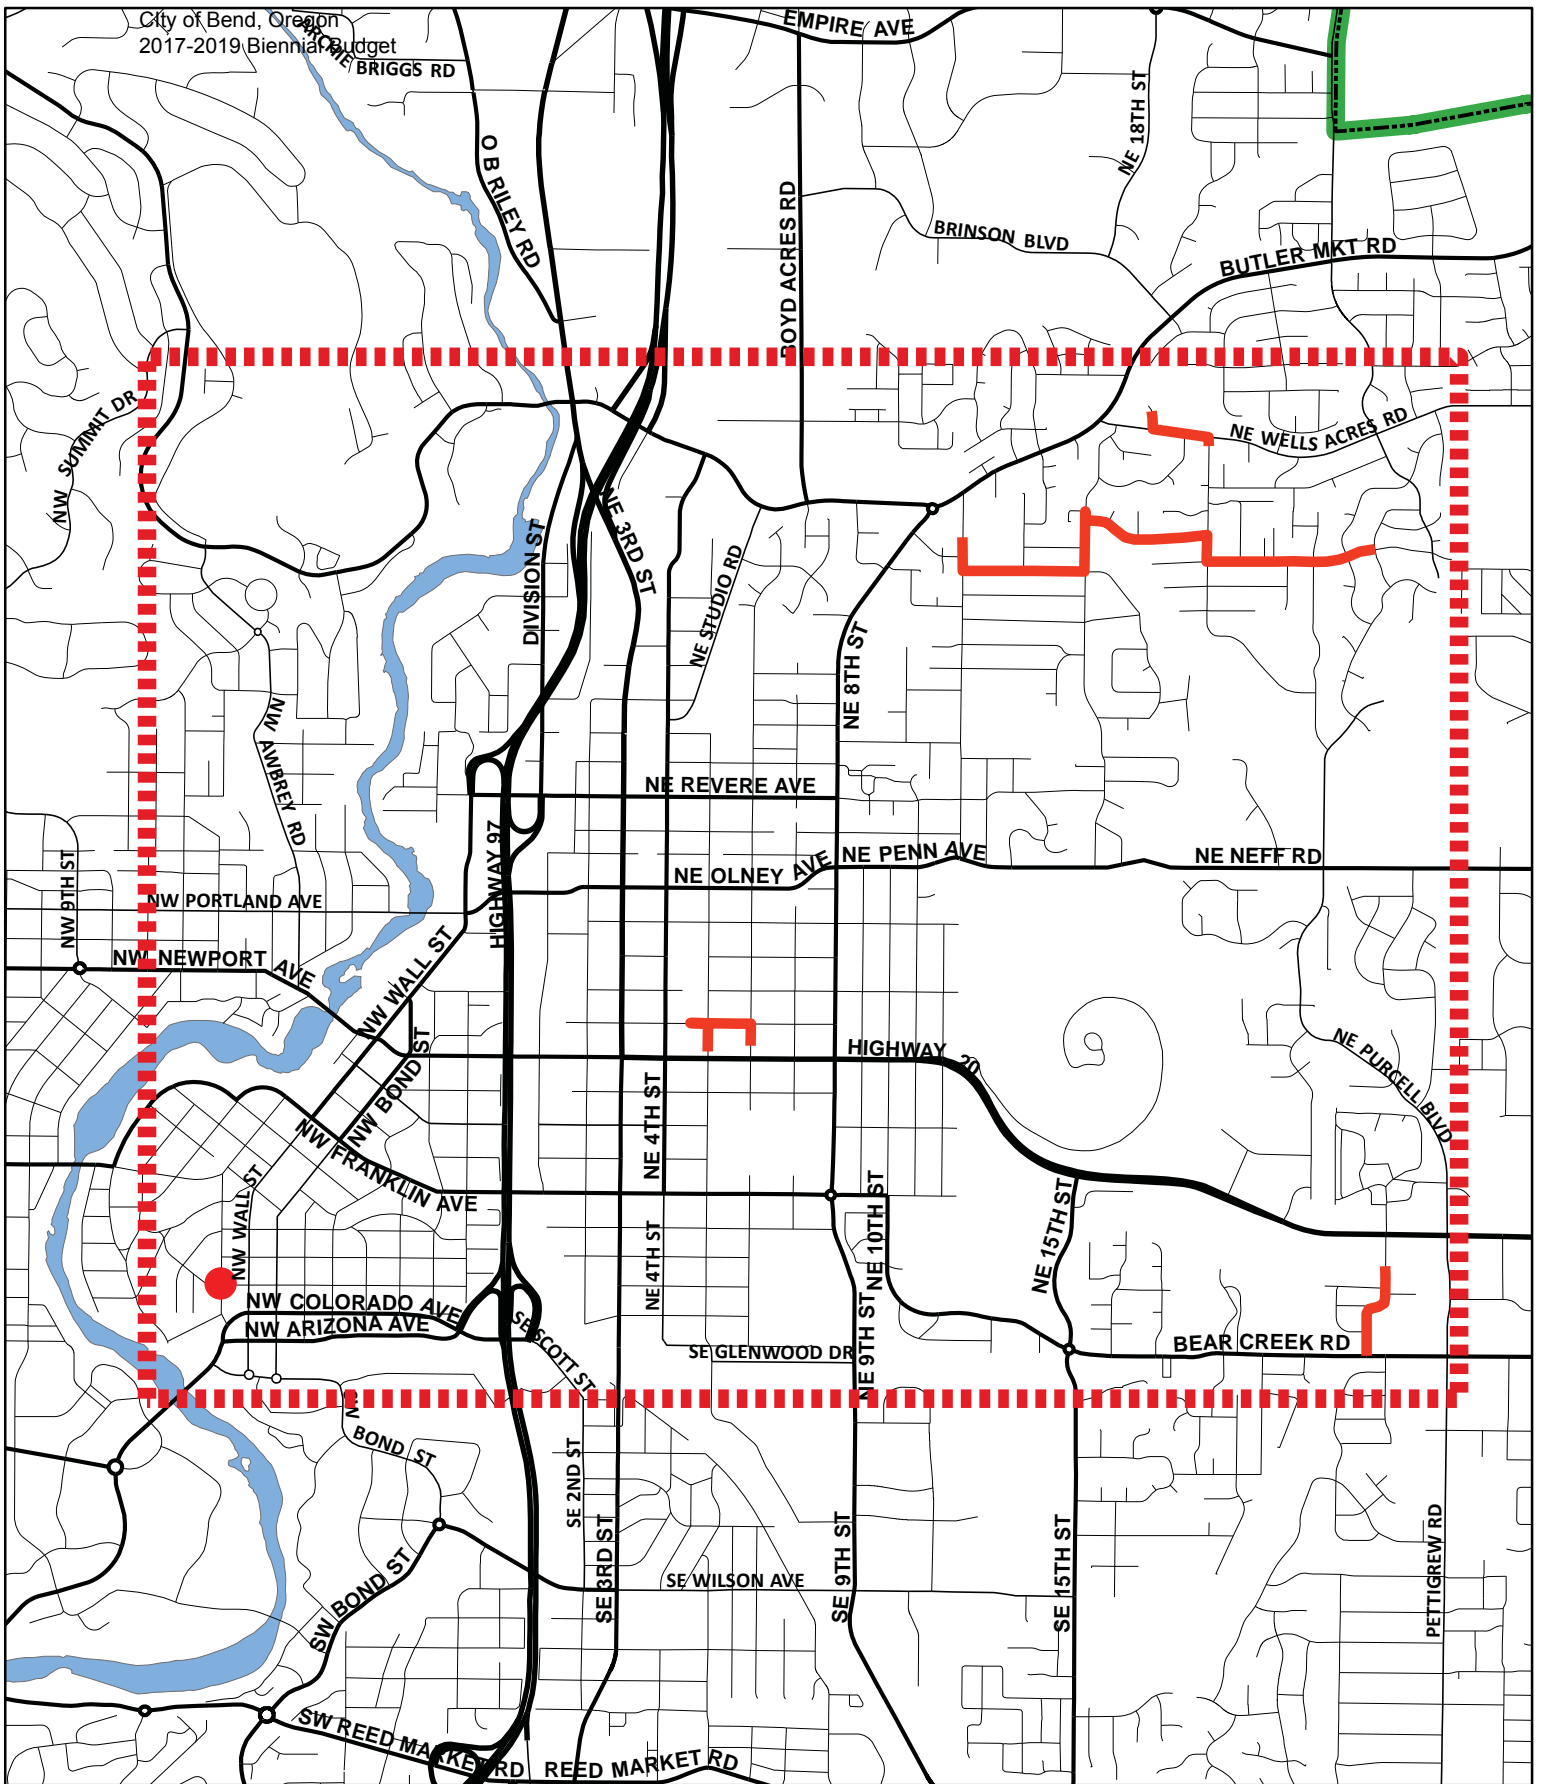 City of Bend, Oregon
2017-2019 Biennial Budget
ARCHIE BRIGGS RD
EMPIRE AVE
O B RILEY RD
NE 18TH ST
BOYD ACRES RD
BRINSON BLVD
BUTLER MKT RD
NW SUMMIT DR
NE WELLS ACRES RD
NE 3RD ST
DIVISION ST
NE STUDIO RD
NE 8TH ST
NW AWBREY RD
NE REVERE AVE
HIGHWAY 97
NE OLNEY AVE
NE PENN AVE
NE NEFF RD
NW 9TH ST
NW PORTLAND AVE
NW NEWPORT AVE
NW WALL ST
NW BOND ST
HIGHWAY 20
NE PURCELL BLVD
NE 4TH ST
NW FRANKLIN AVE
NW WALL ST
NE 10TH ST
NE 15TH ST
NE 4TH ST
NW COLORADO AVE
NW ARIZONA AVE
SE SCOTT ST
SE GLENWOOD DR
NE 9TH ST
BEAR CREEK RD
NW BOND ST
SE 2ND ST
SE 3RD ST
SE 9TH ST
SE 15TH ST
PETTIGREW RD
SE WILSON AVE
SW BOND ST
SW REED MARKET RD
REED MARKET RD